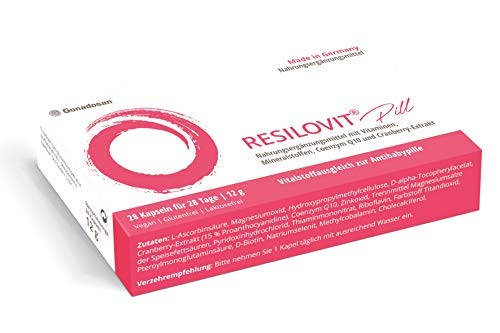 Made in Germany
Nahrungsergänzungsmittel
Gonadosan
RESILOVIT® Pill
Nahrungsergänzungsmittel mit Vitaminen,
Mineralstoffen, Coenzym Q10 und Cranberry-Extrakt
28 Kapseln für 28 Tage | 12 g
Vegan | Glutenfrei | Laktosefrei
Vitalstoffausgleich zur Antibabypille
Zutaten: L-Ascorbinsäure, Magnesiumoxid, Hydroxypropylmethylcellulose, D-alpha-Tocopherylacetat,
Cranberry-Extrakt (15 % Proanthocyanidine), Coenzym Q10, Zinkoxid, Trennmittel Magnesiumsalze
der Speisefettsäuren, Pyridoxinhydrochlorid, Thiaminmononitrat, Riboflavin, Farbstoff Titandioxid,
Pteroylmonoglutaminsäure, D-Biotin, Natriumselenit, Methylcobalamin, Cholecalciferol.
Verzehrempfehlung: Bitte nehmen Sie 1 Kapsel täglich mit ausreichend Wasser ein.